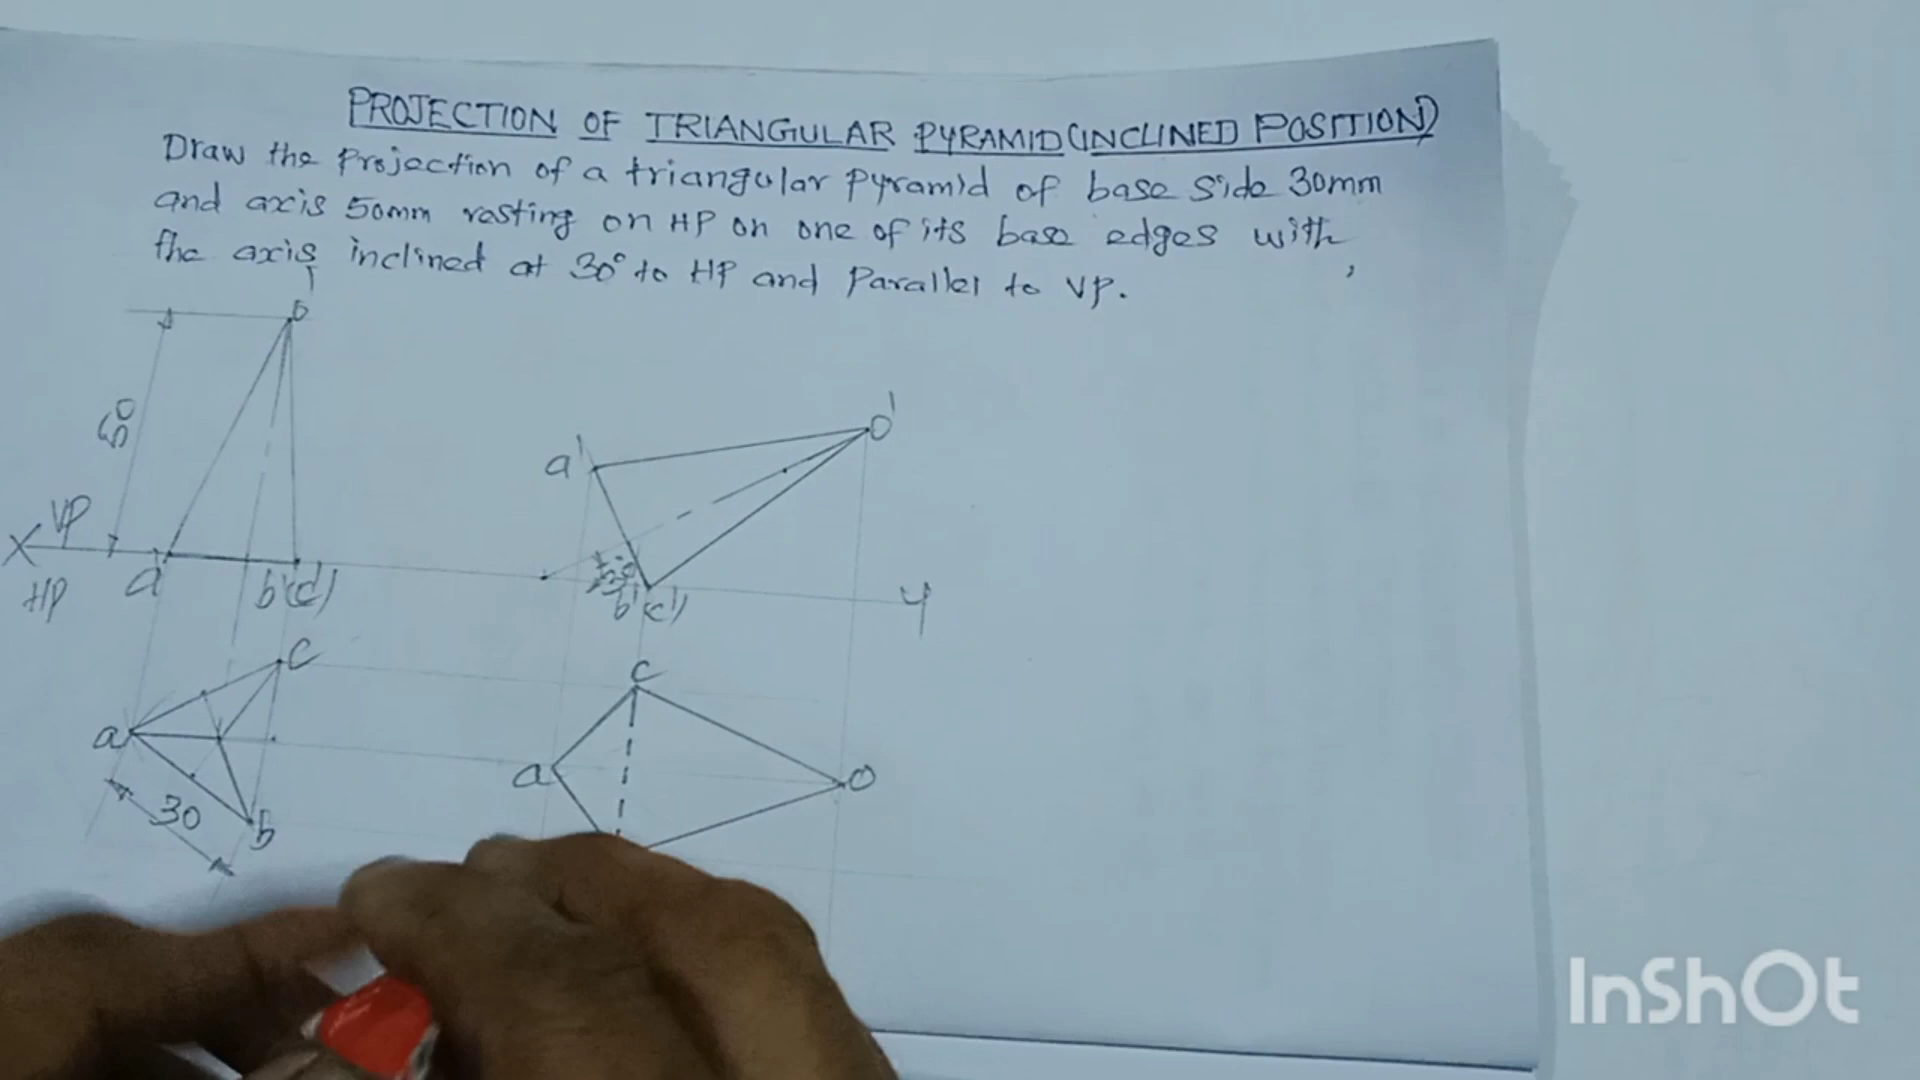 PROJECTION OF TRIANGULAR PYRAMID (INCLINED POSITION)
Draw the Projection of a triangular pyramid of base side 30mm
and axis 50mm resting on HP on one of its base edges with,
the axis inclined at 30° to HP and Parallel to VP.
O'
50
a' O'
X VP
HP a' b'(c') 30° b'(c') Y
c c
a a O
30 b
InShOt